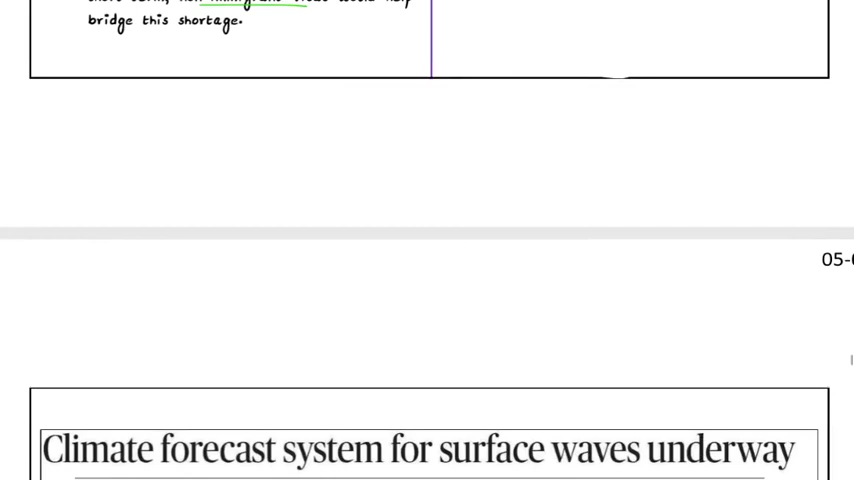 bridge this shortage.
05-
Climate forecast system for surface waves underway